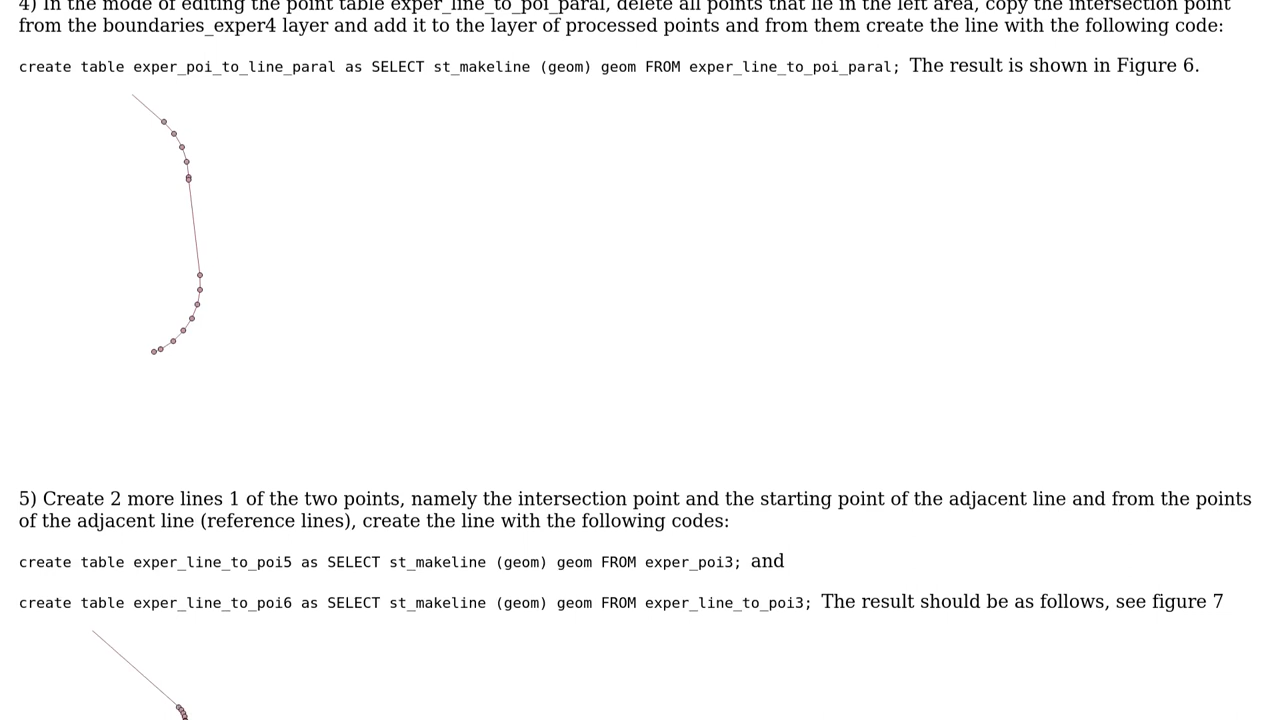 4) In the mode of editing the point table exper_line_to_poi_paral, delete all points that lie in the left area, copy the intersection point
from the boundaries_exper4 layer and add it to the layer of processed points and from them create the line with the following code:
create table exper_poi_to_line_paral as SELECT st_makeline (geom) geom FROM exper_line_to_poi_paral; The result is shown in Figure 6.
5) Create 2 more lines 1 of the two points, namely the intersection point and the starting point of the adjacent line and from the points
of the adjacent line (reference lines), create the line with the following codes:
create table exper_line_to_poi5 as SELECT st_makeline (geom) geom FROM exper_poi3; and
create table exper_line_to_poi6 as SELECT st_makeline (geom) geom FROM exper_line_to_poi3; The result should be as follows, see figure 7